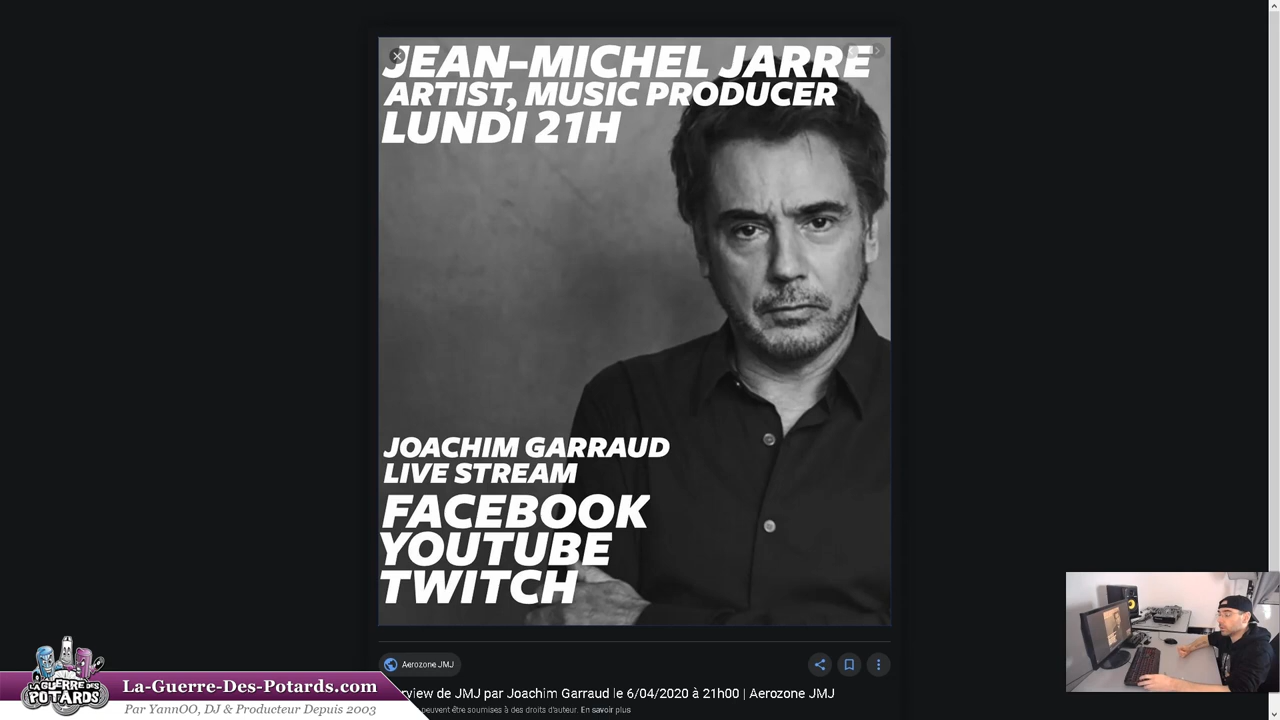 JEAN-MICHEL JARRE
ARTIST, MUSIC PRODUCER
LUNDI 21H
JOACHIM GARRAUD
LIVE STREAM
FACEBOOK
YOUTUBE
TWITCH
Aerozone JMJ
rview de JMJ par Joachim Garraud le 6/04/2020 à 21h00 | Aerozone JMJ
peuvent être soumises à des droits d'auteur. En savoir plus
LA GUERRE DES
POTARDS
La-Guerre-Des-Potards.com
Par YannOO, DJ & Producteur Depuis 2003